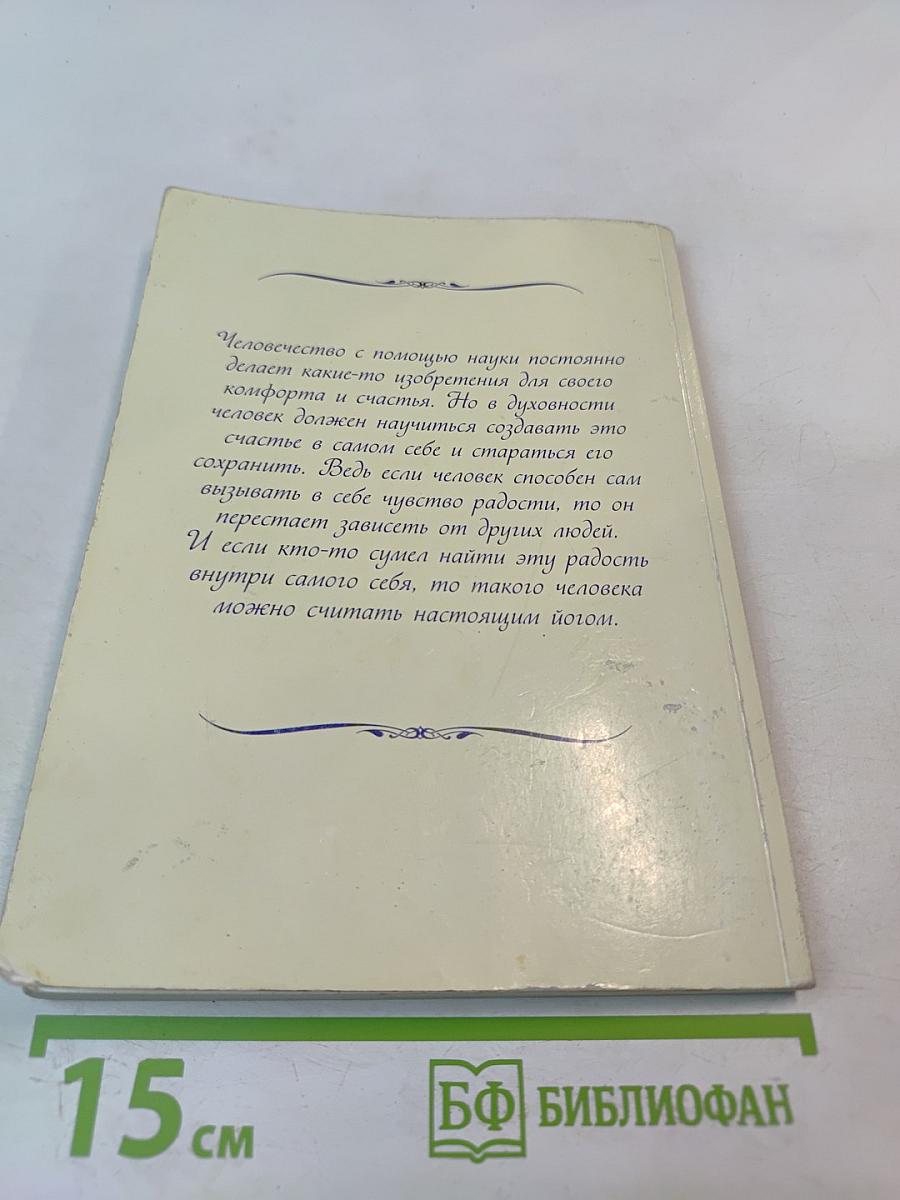 Человечество с помощью науки постоянно
делает какие-то изобретения для своего
комфорта и счастья. Но в духовности
человек должен научиться создавать это
счастье в самом себе и стараться его
сохранить. Ведь если человек способен сам
вызывать в себе чувство радости, то он
перестает зависеть от других людей.
И если кто-то сумел найти эту радость
внутри самого себя, то такого человека
можно считать настоящим йогом.
15 см
БФ БИБЛИОФАН